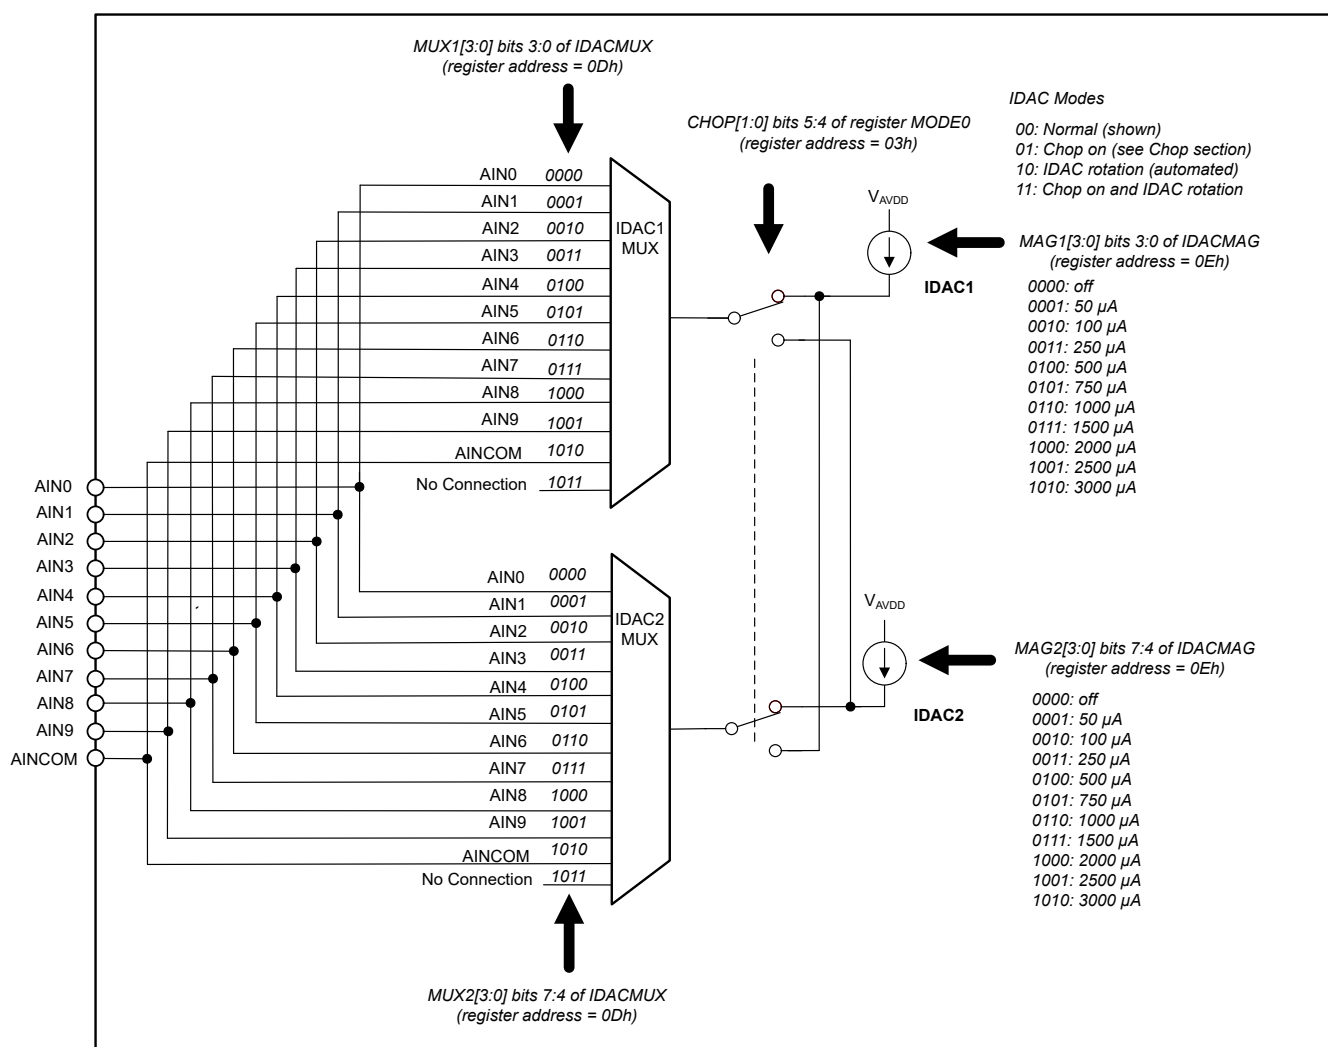 MUX1[3:0] bits 3:0 of IDACMUX
(register address = 0Dh)
CHOP[1:0] bits 5:4 of register MODE0
(register address = 03h)
IDAC Modes
00: Normal (shown)
01: Chop on (see Chop section)
10: IDAC rotation (automated)
11: Chop on and IDAC rotation
AIN0 0000
AIN1 0001
AIN2 0010
AIN3 0011
AIN4 0100
AIN5 0101
AIN6 0110
AIN7 0111
AIN8 1000
AIN9 1001
AINCOM 1010
No Connection 1011
IDAC1
MUX
VAVDD
IDAC1
MAG1[3:0] bits 3:0 of IDACMAG
(register address = 0Eh)
0000: off
0001: 50 µA
0010: 100 µA
0011: 250 µA
0100: 500 µA
0101: 750 µA
0110: 1000 µA
0111: 1500 µA
1000: 2000 µA
1001: 2500 µA
1010: 3000 µA
AIN0
AIN1
AIN2
AIN3
AIN4
AIN5
AIN6
AIN7
AIN8
AIN9
AINCOM
AIN0 0000
AIN1 0001
AIN2 0010
AIN3 0011
AIN4 0100
AIN5 0101
AIN6 0110
AIN7 0111
AIN8 1000
AIN9 1001
AINCOM 1010
No Connection 1011
IDAC2
MUX
VAVDD
IDAC2
MAG2[3:0] bits 7:4 of IDACMAG
(register address = 0Eh)
0000: off
0001: 50 µA
0010: 100 µA
0011: 250 µA
0100: 500 µA
0101: 750 µA
0110: 1000 µA
0111: 1500 µA
1000: 2000 µA
1001: 2500 µA
1010: 3000 µA
MUX2[3:0] bits 7:4 of IDACMUX
(register address = 0Dh)